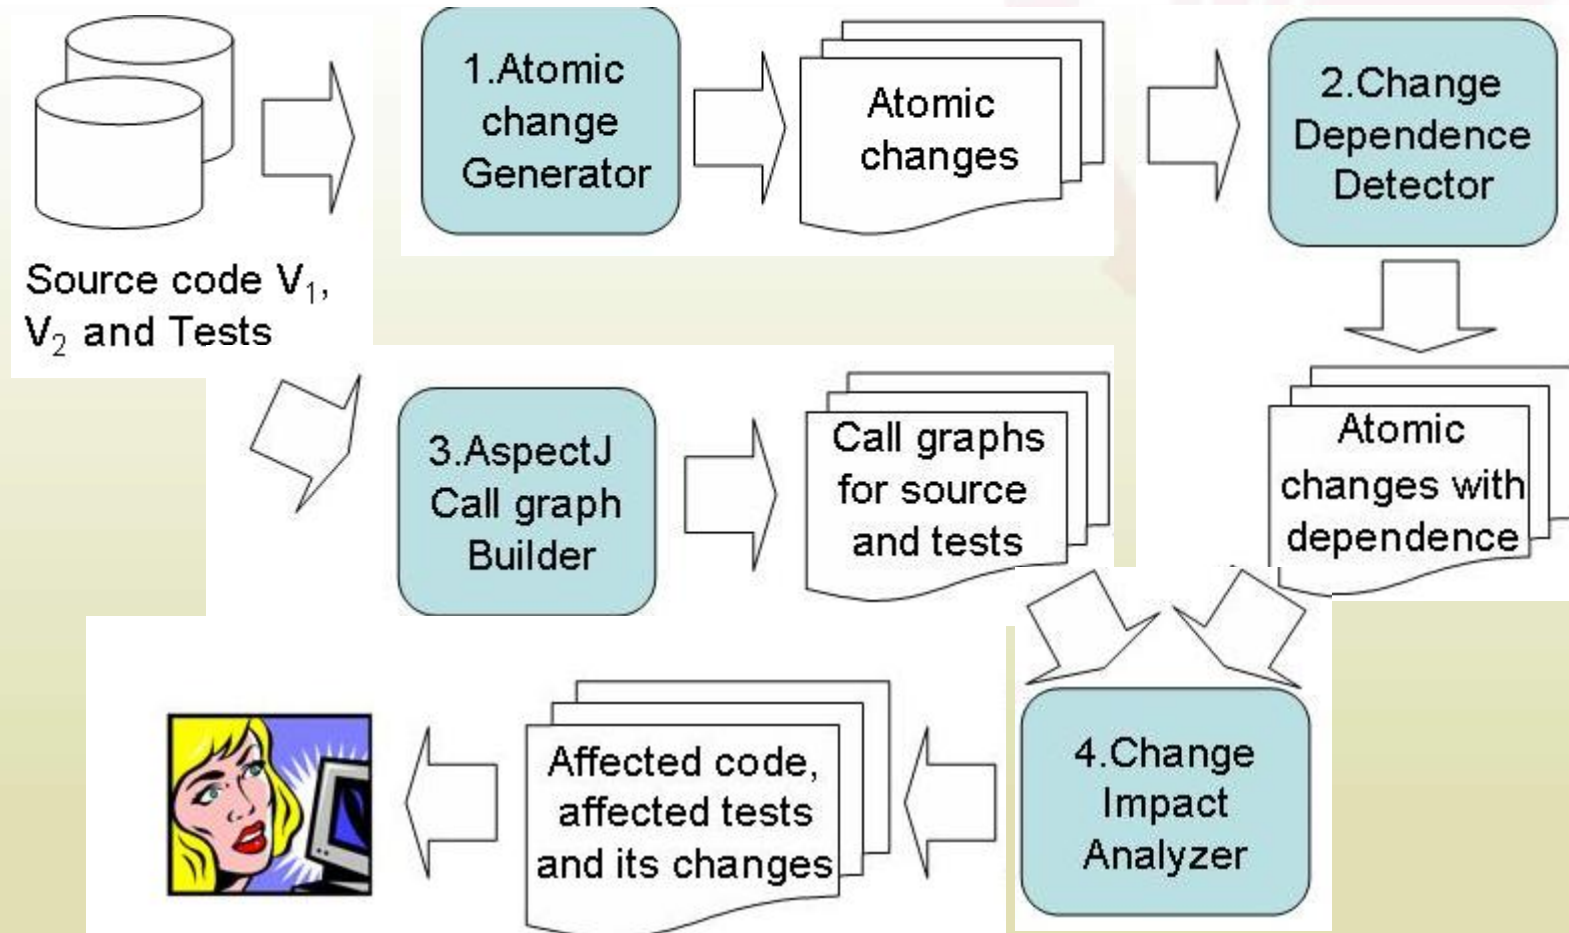 1.Atomic
change
Generator
Atomic
changes
2.Change
Dependence
Detector
Source code V₁,
V₂ and Tests
3.AspectJ
Call graph
Builder
Call graphs
for source
and tests
Atomic
changes with
dependence
4.Change
Impact
Analyzer
Affected code,
affected tests
and its changes